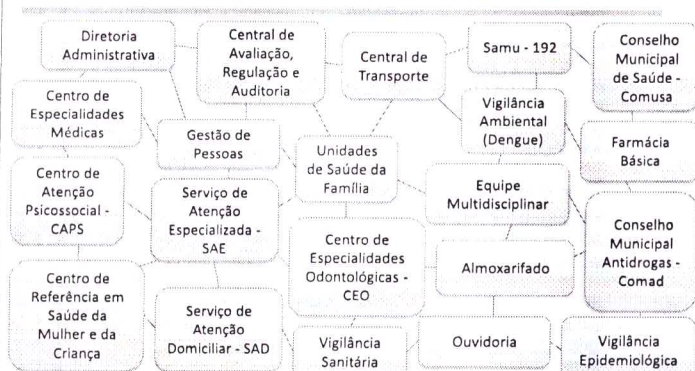 Diretoria
Administrativa
Central de
Avaliação,
Regulação e
Auditoria
Central de
Transporte
Samu - 192
Conselho
Municipal
de Saúde -
Comusa
Centro de
Especialidades
Médicas
Gestão de
Pessoas
Unidades
de Saúde da
Família
Vigilância
Ambiental
(Dengue)
Farmácia
Básica
Centro de
Atenção
Psicossocial -
CAPS
Serviço de
Atenção
Especializada -
SAE
Equipe
Multidisciplinar
Conselho
Municipal
Antidrogas -
Comad
Centro de
Referência em
Saúde da
Mulher e da
Criança
Serviço de
Atenção
Domiciliar - SAD
Centro de
Especialidades
Odontológicas -
CEO
Almoxarifado
Vigilância
Sanitária
Ouvidoria
Vigilância
Epidemiológica